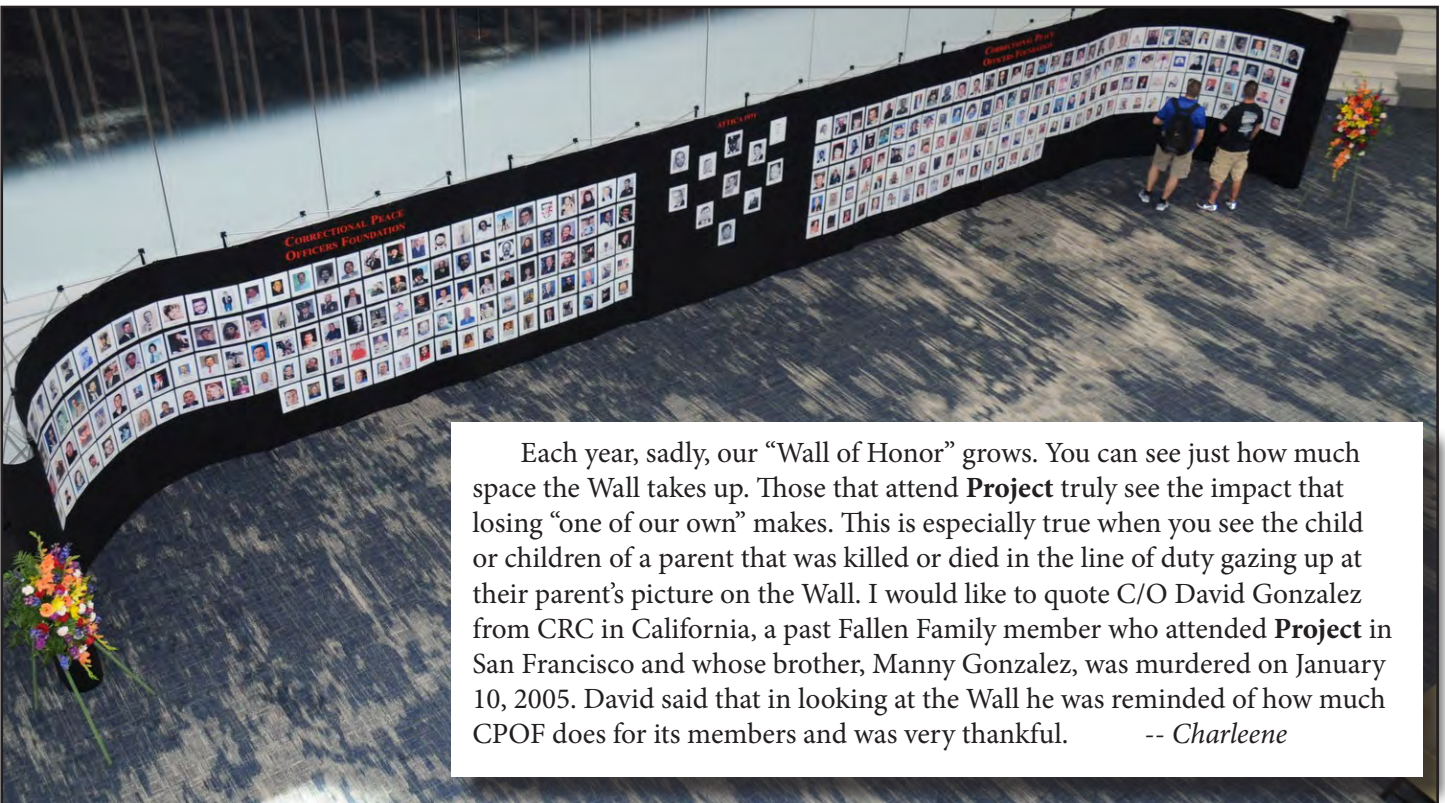 Correctional Peace
Officers Foundation
ATTICA 1971
Correctional Peace
Officers Foundation
Each year, sadly, our “Wall of Honor” grows. You can see just how much
space the Wall takes up. Those that attend Project truly see the impact that
losing “one of our own” makes. This is especially true when you see the child
or children of a parent that was killed or died in the line of duty gazing up at
their parent’s picture on the Wall. I would like to quote C/O David Gonzalez
from CRC in California, a past Fallen Family member who attended Project in
San Francisco and whose brother, Manny Gonzalez, was murdered on January
10, 2005. David said that in looking at the Wall he was reminded of how much
CPOF does for its members and was very thankful. -- Charleene